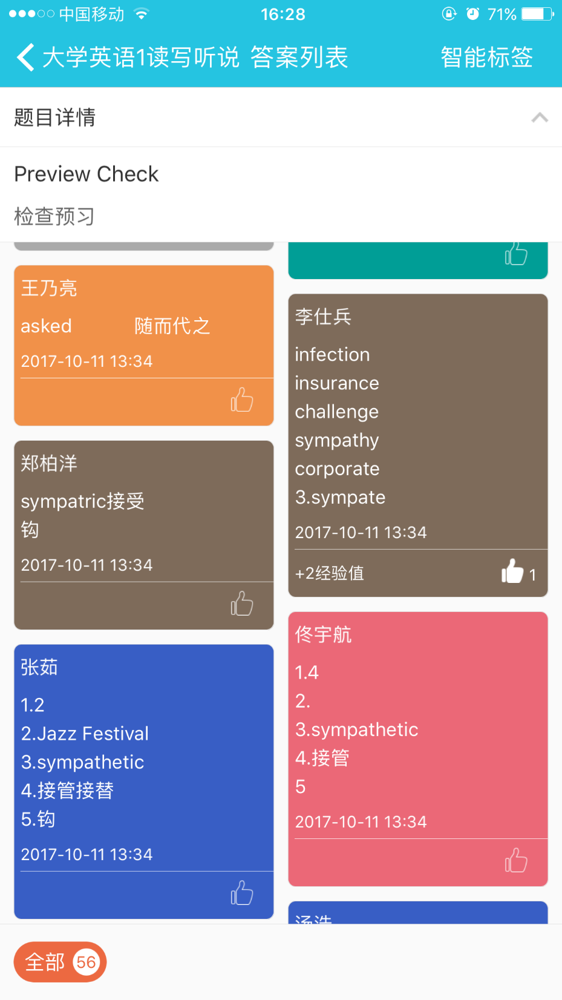 中国移动 16:28 71%
大学英语1读写听说 答案列表 智能标签
题目详情
Preview Check
检查预习
王乃亮
asked 随而代之
2017-10-11 13:34
郑柏洋
sympatric接受
钩
2017-10-11 13:34
张茹
1.2
2.Jazz Festival
3.sympathetic
4.接管接替
5.钩
2017-10-11 13:34
李仕兵
infection
insurance
challenge
sympathy
corporate
3.sympate
2017-10-11 13:34
+2经验值 1
佟宇航
1.4
2.
3.sympathetic
4.接管
5
2017-10-11 13:34
全部 56